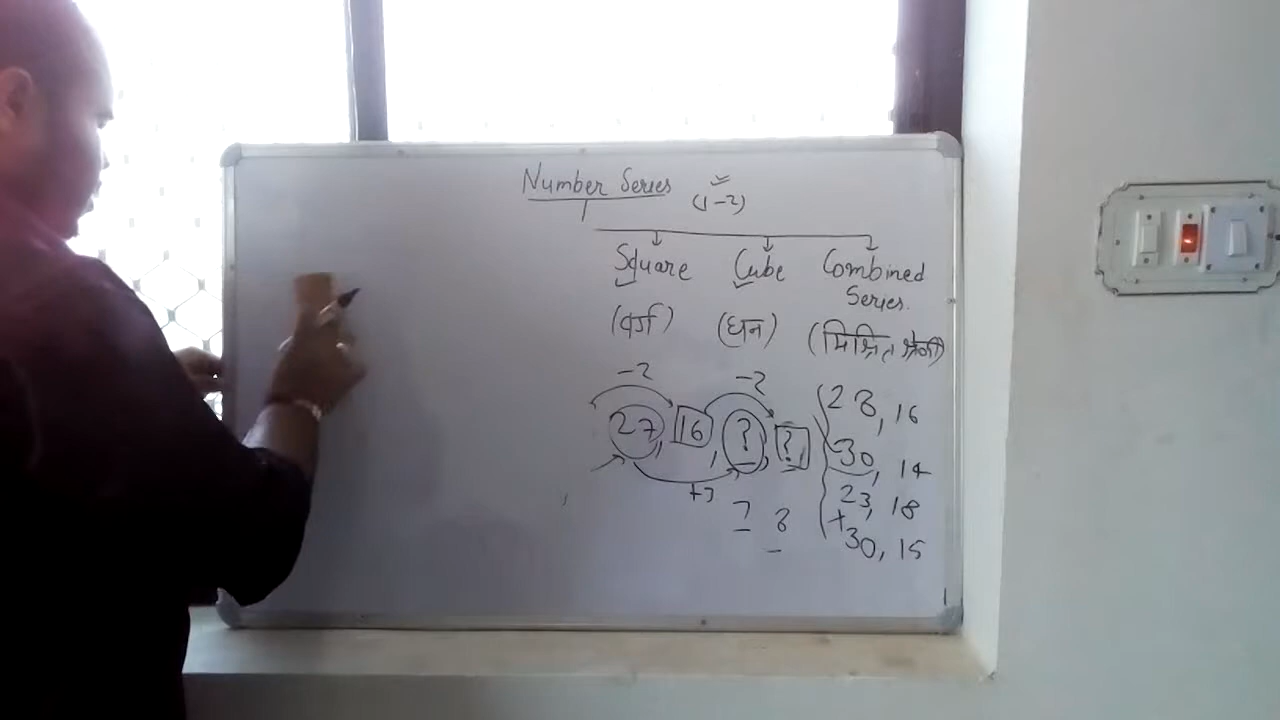 Number Series (1-2)
Square Cube Combined Series.
(वर्ग) (घन) (मिश्रित श्रेणी)
-2 -2
27, 16, ?, ?
+3
? ?
28, 16
30, 14
23, 18
30, 15